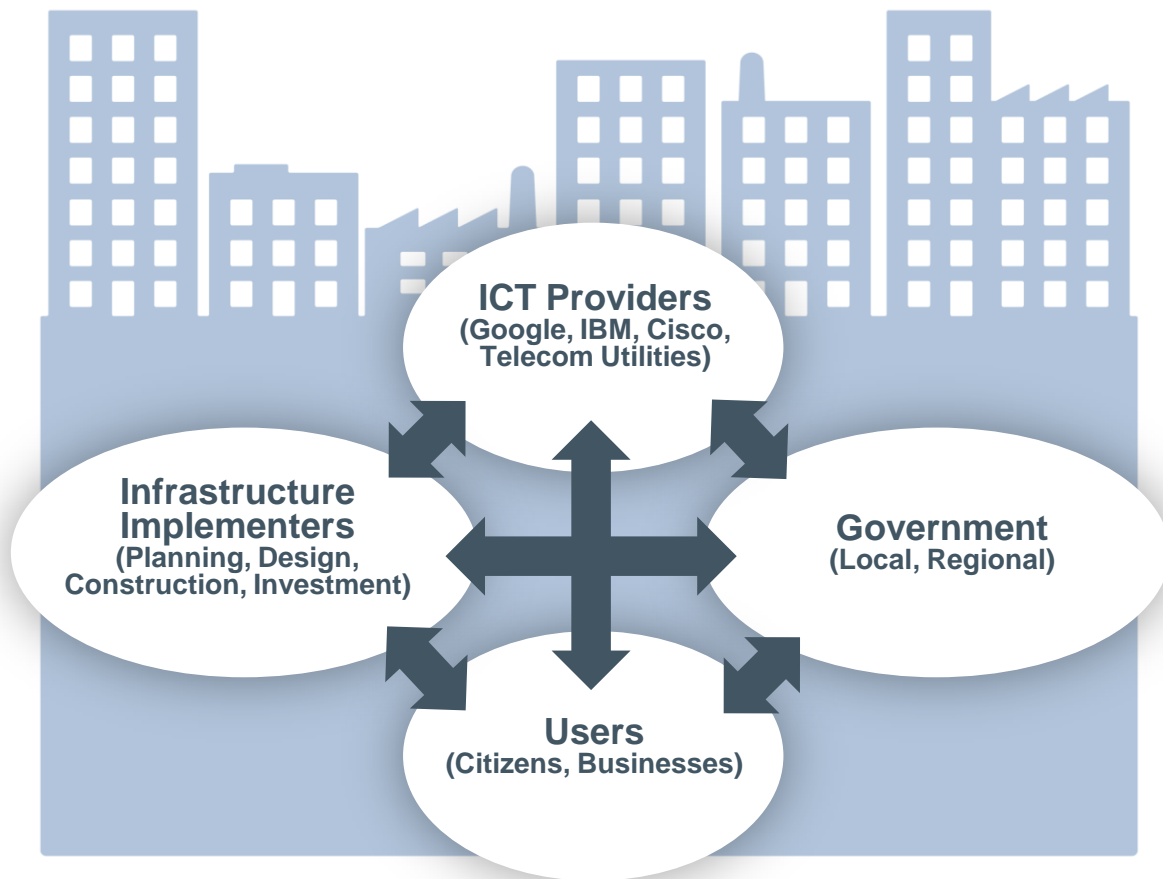 ICT Providers
(Google, IBM, Cisco,
Telecom Utilities)
Infrastructure
Implementers
(Planning, Design,
Construction, Investment)
Government
(Local, Regional)
Users
(Citizens, Businesses)